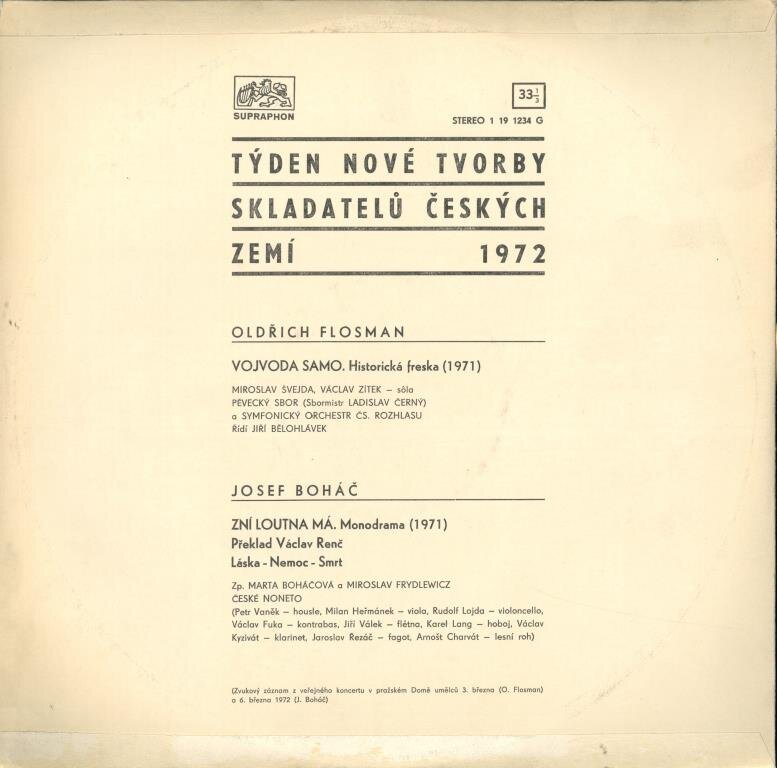 SUPRAPHON
33 1/3
STEREO 1 19 1234 G
TÝDEN NOVÉ TVORBY
SKLADATELŮ ČESKÝCH
ZEMÍ 1972
OLDŘICH FLOSMAN
VOJVODA SAMO. Historická freska (1971)
MIROSLAV ŠVEJDA, VÁCLAV ZÍTEK – sóla
PĚVECKÝ SBOR (Sbormistr LADISLAV ČERNÝ)
a SYMFONICKÝ ORCHESTR ČS. ROZHLASU
Řídí JIŘÍ BĚLOHLÁVEK
JOSEF BOHÁČ
ZNÍ LOUTNA MÁ. Monodrama (1971)
Překlad Václav Renč
Láska - Nemoc - Smrt
Zp. MARTA BOHÁČOVÁ a MIROSLAV FRYDLEWICZ
ČESKÉ NONETO
(Petr Vaněk – housle, Milan Heřmánek – viola, Rudolf Lojda – violoncello,
Václav Fuka – kontrabas, Jiří Válek – flétna, Karel Lang – hoboj, Václav
Kyzivát – klarinet, Jaroslav Řezáč – fagot, Arnošt Charvát – lesní roh)
(Zvukový záznam z veřejného koncertu v pražském Domě umělců 3. března (O. Flosman)
a 6. března 1972 (J. Boháč)